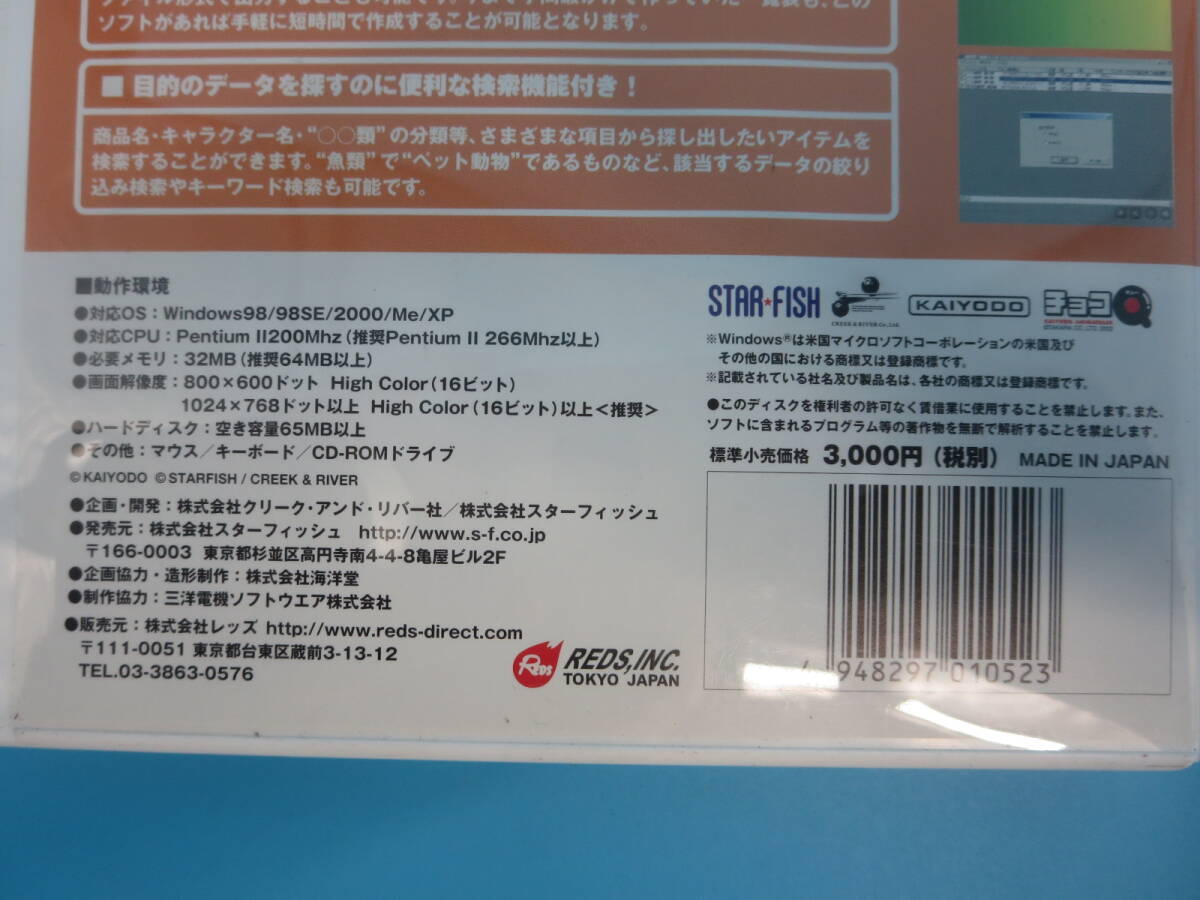 ソフトがあれば手軽に短時間で作成することが可能となります。
■ 目的のデータを探すのに便利な検索機能付き!
商品名・キャラクター名・“○○類”の分類等、さまざまな項目から探し出したいアイテムを
検索することができます。“魚類”で“ペット動物”であるものなど、該当するデータの絞り
込み検索やキーワード検索も可能です。
■動作環境
●対応OS：Windows98/98SE/2000/Me/XP
●対応CPU：Pentium II200Mhz（推奨Pentium II 266Mhz以上）
●必要メモリ：32MB（推奨64MB以上）
●画面解像度：800×600ドット High Color（16ビット）
1024×768ドット以上 High Color（16ビット）以上＜推奨＞
●ハードディスク：空き容量65MB以上
●その他：マウス／キーボード／CD-ROMドライブ
©KAIYODO ©STARFISH / CREEK & RIVER
●企画・開発：株式会社クリーク・アンド・リバー社／株式会社スターフィッシュ
●発売元：株式会社スターフィッシュ http://www.s-f.co.jp
〒166-0003 東京都杉並区高円寺南4-4-8亀屋ビル2F
●企画協力・造形制作：株式会社海洋堂
●制作協力：三洋電機ソフトウエア株式会社
●販売元：株式会社レッズ http://www.reds-direct.com
〒111-0051 東京都台東区蔵前3-13-12
TEL.03-3863-0576
REDS
REDS,INC.
TOKYO JAPAN
STAR★FISH
CREEK & RIVER Co., Ltd.
KAIYODO
チョコQ
※Windows®は米国マイクロソフトコーポレーションの米国及び
その他の国における商標又は登録商標です。
※記載されている社名及び製品名は、各社の商標又は登録商標です。
●このディスクを権利者の許可なく賃借業に使用することを禁止します。また、
ソフトに含まれるプログラム等の著作物を無断で解析することを禁止します。
標準小売価格 3,000円（税別） MADE IN JAPAN
4 948297 010523